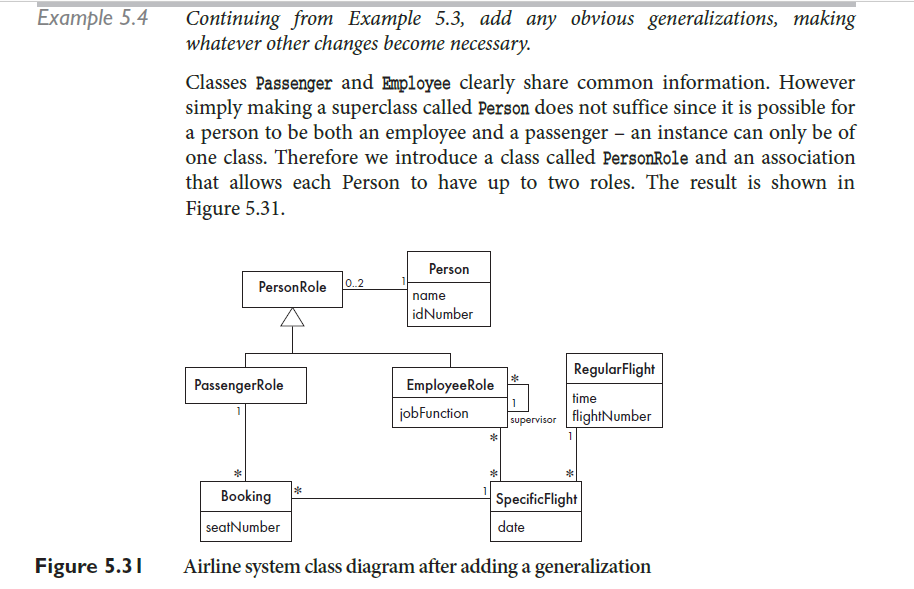 Example 5.4
Continuing from Example 5.3, add any obvious generalizations, making
whatever other changes become necessary.
Classes Passenger and Employee clearly share common information. However
simply making a superclass called Person does not suffice since it is possible for
a person to be both an employee and a passenger – an instance can only be of
one class. Therefore we introduce a class called PersonRole and an association
that allows each Person to have up to two roles. The result is shown in
Figure 5.31.
Person
PersonRole
0..2
1
name
idNumber
PassengerRole
EmployeeRole
*
RegularFlight
1
jobFunction
1
supervisor
time
flightNumber
*
1
*
*
*
Booking
*
1
SpecificFlight
seatNumber
date
Figure 5.31
Airline system class diagram after adding a generalization